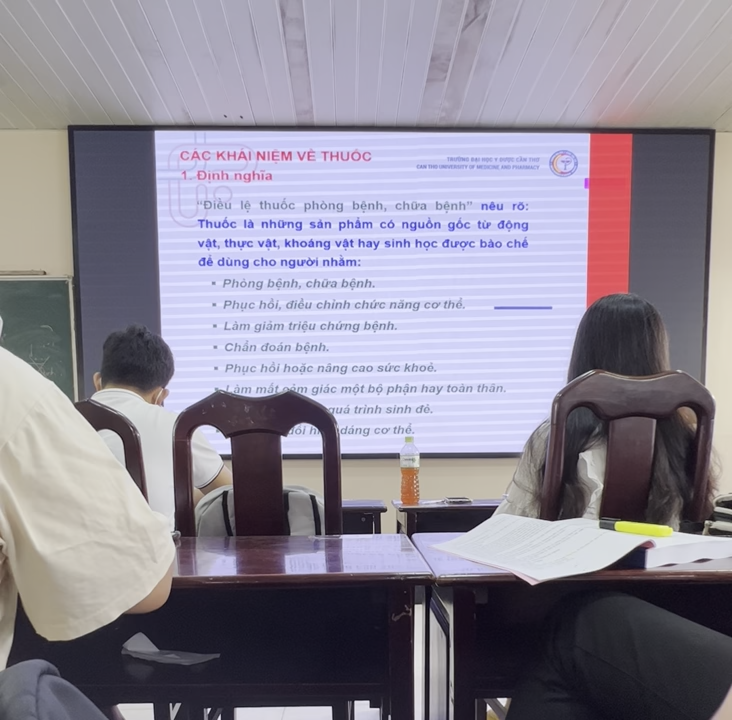 CÁC KHÁI NIỆM VỀ THUỐC
TRƯỜNG ĐẠI HỌC Y DƯỢC CẦN THƠ
CAN THO UNIVERSITY OF MEDICINE AND PHARMACY
1. Định nghĩa
"Điều lệ thuốc phòng bệnh, chữa bệnh" nêu rõ:
Thuốc là những sản phẩm có nguồn gốc từ động
vật, thực vật, khoáng vật hay sinh học được bào chế
để dùng cho người nhằm:
▪ Phòng bệnh, chữa bệnh.
▪ Phục hồi, điều chỉnh chức năng cơ thể.
▪ Làm giảm triệu chứng bệnh.
▪ Chẩn đoán bệnh.
▪ Phục hồi hoặc nâng cao sức khoẻ.
▪ Làm mất cảm giác một bộ phận hay toàn thân.
quá trình sinh đẻ.
dáng cơ thể.